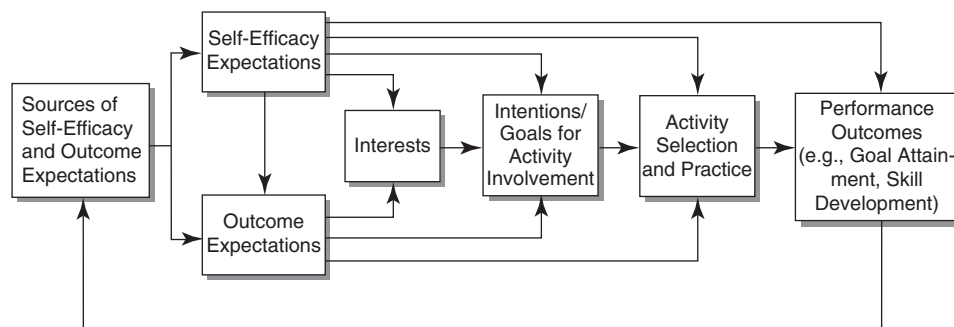 Sources of
Self-Efficacy
and Outcome
Expectations
Self-Efficacy
Expectations
Outcome
Expectations
Interests
Intentions/
Goals for
Activity
Involvement
Activity
Selection
and Practice
Performance
Outcomes
(e.g., Goal Attain-
ment, Skill
Development)